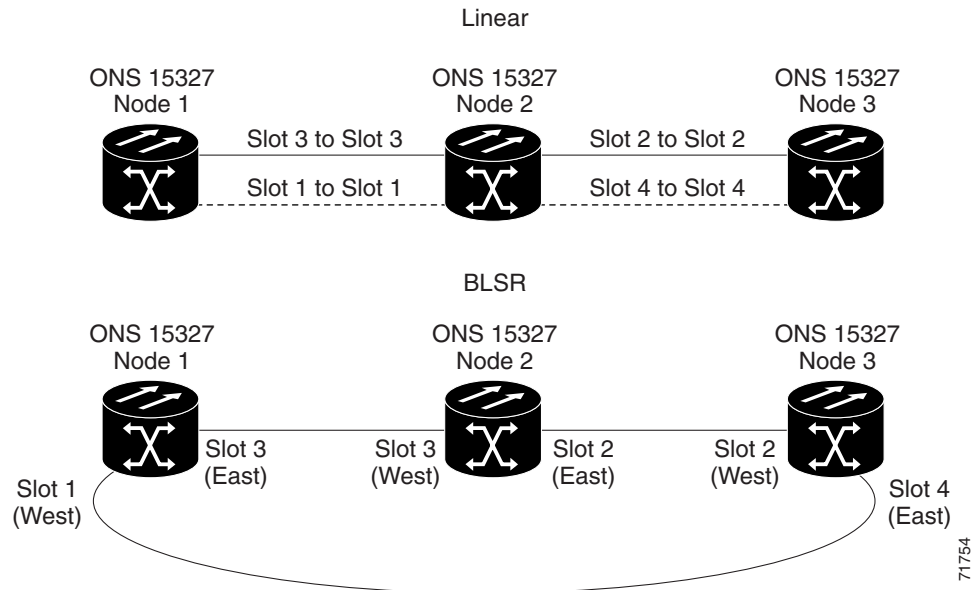 Linear
ONS 15327
Node 1
ONS 15327
Node 2
ONS 15327
Node 3
Slot 3 to Slot 3
Slot 2 to Slot 2
Slot 1 to Slot 1
Slot 4 to Slot 4
BLSR
ONS 15327
Node 1
ONS 15327
Node 2
ONS 15327
Node 3
Slot 3
(East)
Slot 3
(West)
Slot 2
(East)
Slot 2
(West)
Slot 1
(West)
Slot 4
(East)
71754